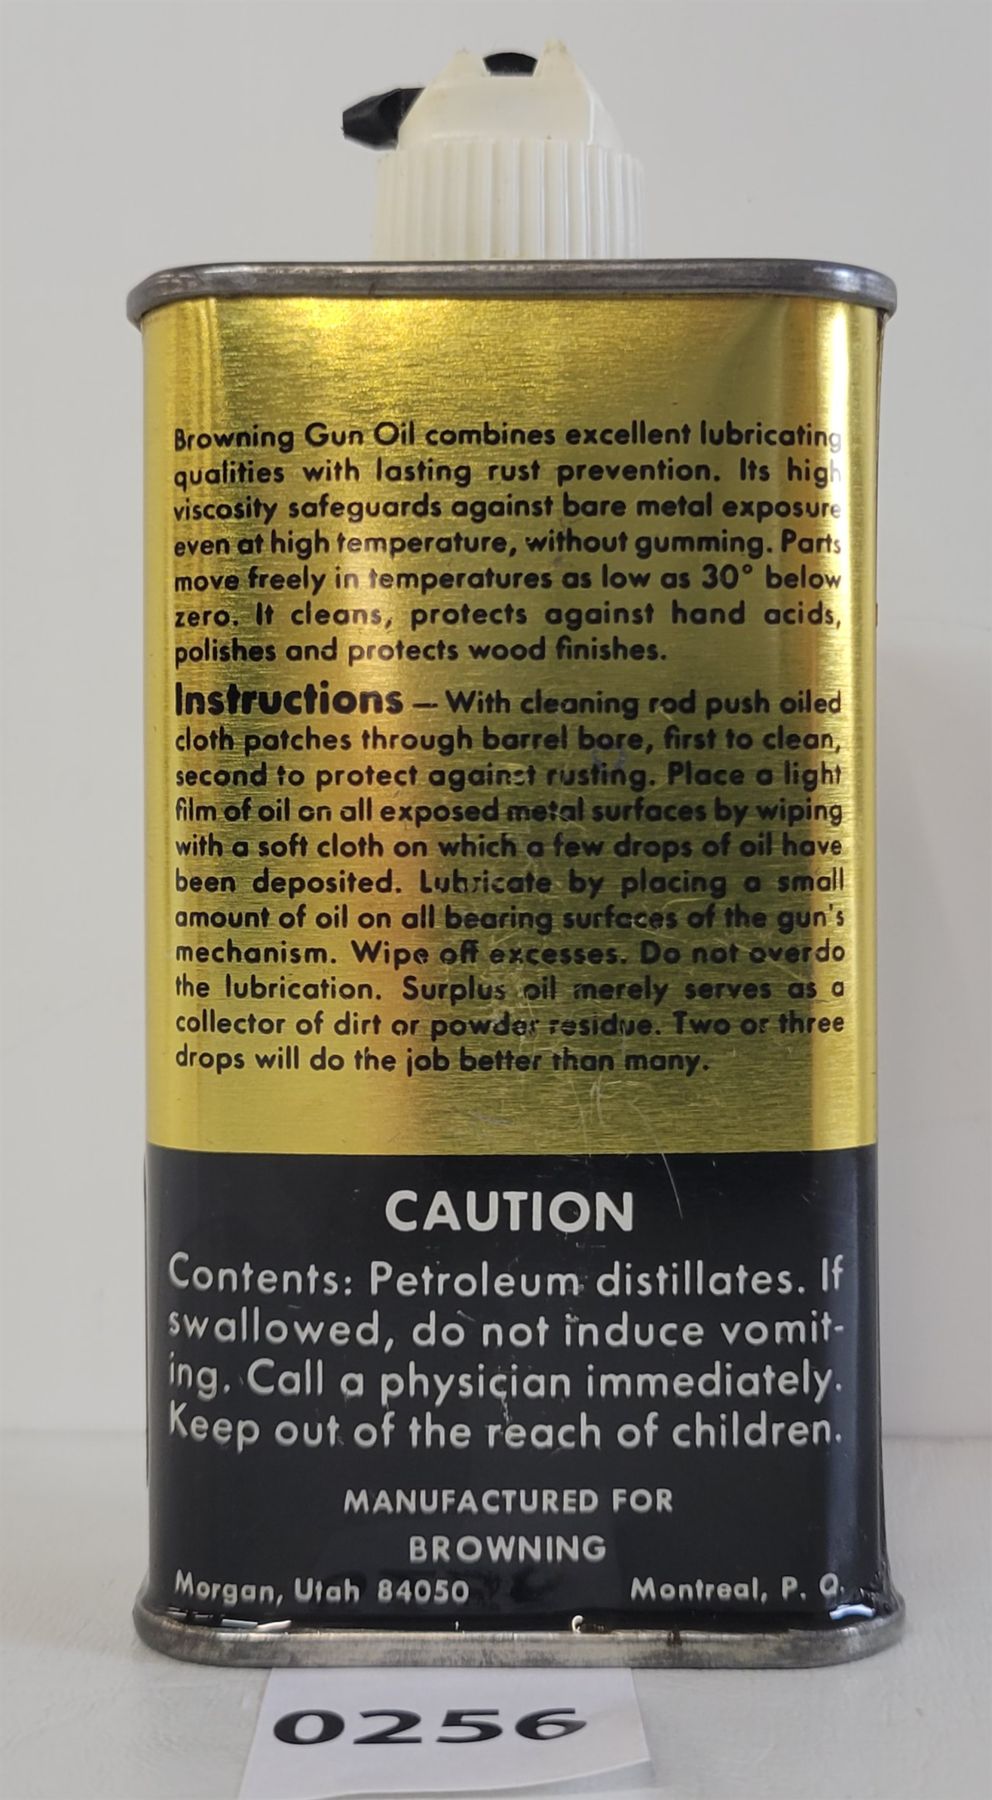 Browning Gun Oil combines excellent lubricating
qualities with lasting rust prevention. Its high
viscosity safeguards against bare metal exposure
even at high temperature, without gumming. Parts
move freely in temperatures as low as 30° below
zero. It cleans, protects against hand acids,
polishes and protects wood finishes.
Instructions – With cleaning rod push oiled
cloth patches through barrel bore, first to clean,
second to protect against rusting. Place a light
film of oil on all exposed metal surfaces by wiping
with a soft cloth on which a few drops of oil have
been deposited. Lubricate by placing a small
amount of oil on all bearing surfaces of the gun's
mechanism. Wipe off excesses. Do not overdo
the lubrication. Surplus oil merely serves as a
collector of dirt or powder residue. Two or three
drops will do the job better than many.
CAUTION
Contents: Petroleum distillates. If
swallowed, do not induce vomit-
ing. Call a physician immediately.
Keep out of the reach of children.
MANUFACTURED FOR
BROWNING
Morgan, Utah 84050 Montreal, P. Q.
0256